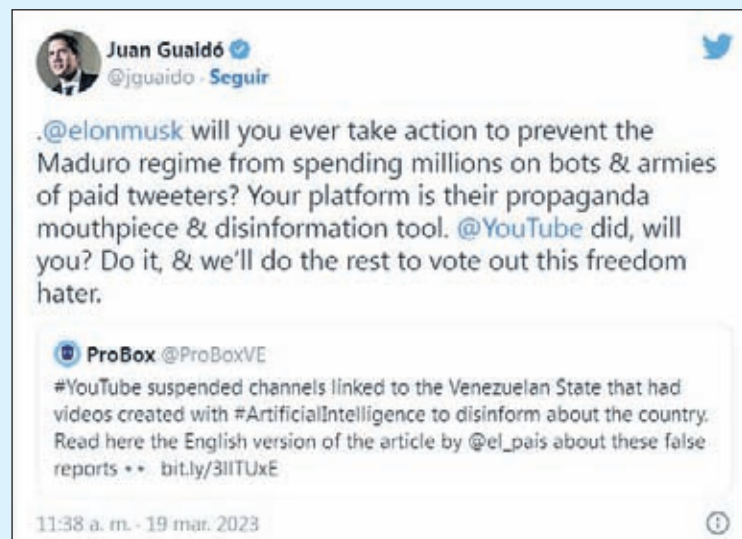 Juan Guaidó
@jguaido · Seguir
.@elonmusk will you ever take action to prevent the
Maduro regime from spending millions on bots & armies
of paid tweeters? Your platform is their propaganda
mouthpiece & disinformation tool. @YouTube did, will
you? Do it, & we'll do the rest to vote out this freedom
hater.
ProBox @ProBoxVE
#YouTube suspended channels linked to the Venezuelan State that had
videos created with #ArtificialIntelligence to disinform about the country.
Read here the English version of the article by @el_pais about these false
reports
11:38 a. m. · 19 mar. 2023